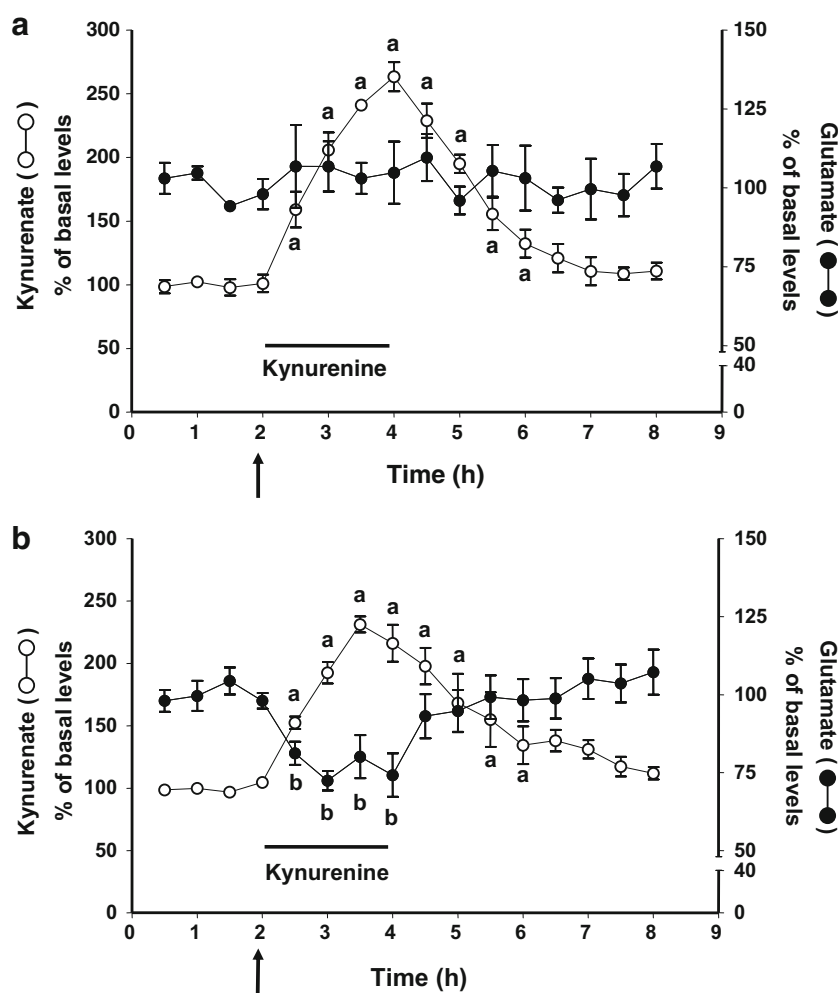 a
Kynurenate ( )
% of basal levels
300
250
200
150
100
50
0
a
a
a
a
a
a
a
a
Kynurenine
0 1 2 3 4 5 6 7 8 9
Time (h)
150
125
100
75
50
40
0
Glutamate ( )
% of basal levels
b
Kynurenate ( )
% of basal levels
300
250
200
150
100
50
0
a
a
a
a
a
a
a
a
b
b
b
b
Kynurenine
0 1 2 3 4 5 6 7 8 9
Time (h)
150
125
100
75
50
40
0
Glutamate ( )
% of basal levels